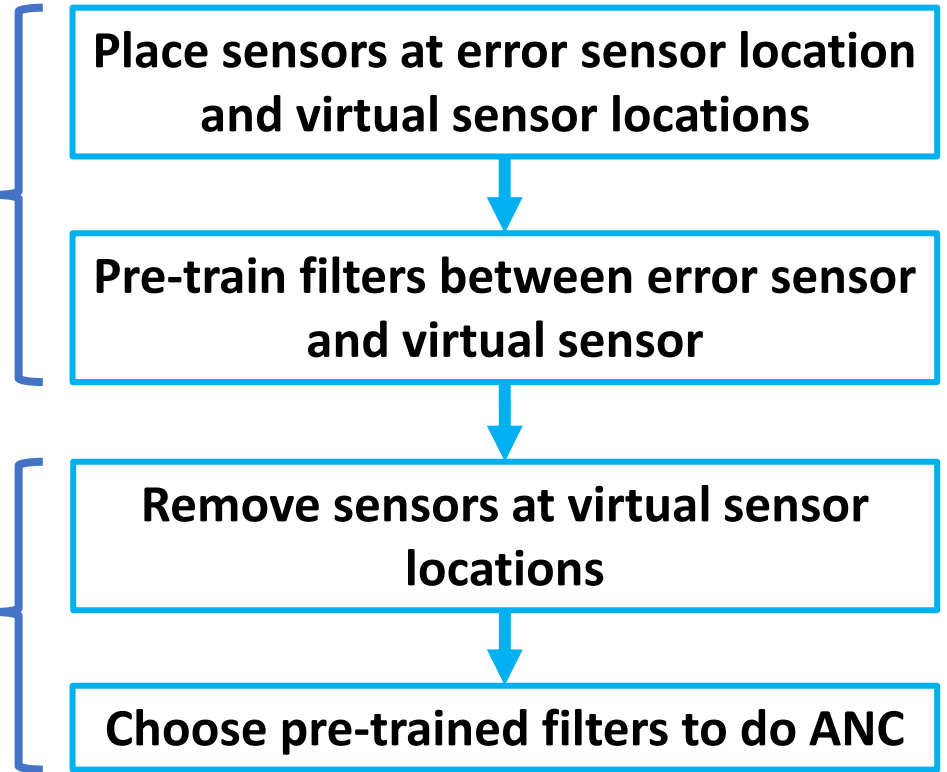 Place sensors at error sensor location
and virtual sensor locations
Pre-train filters between error sensor
and virtual sensor
Remove sensors at virtual sensor
locations
Choose pre-trained filters to do ANC